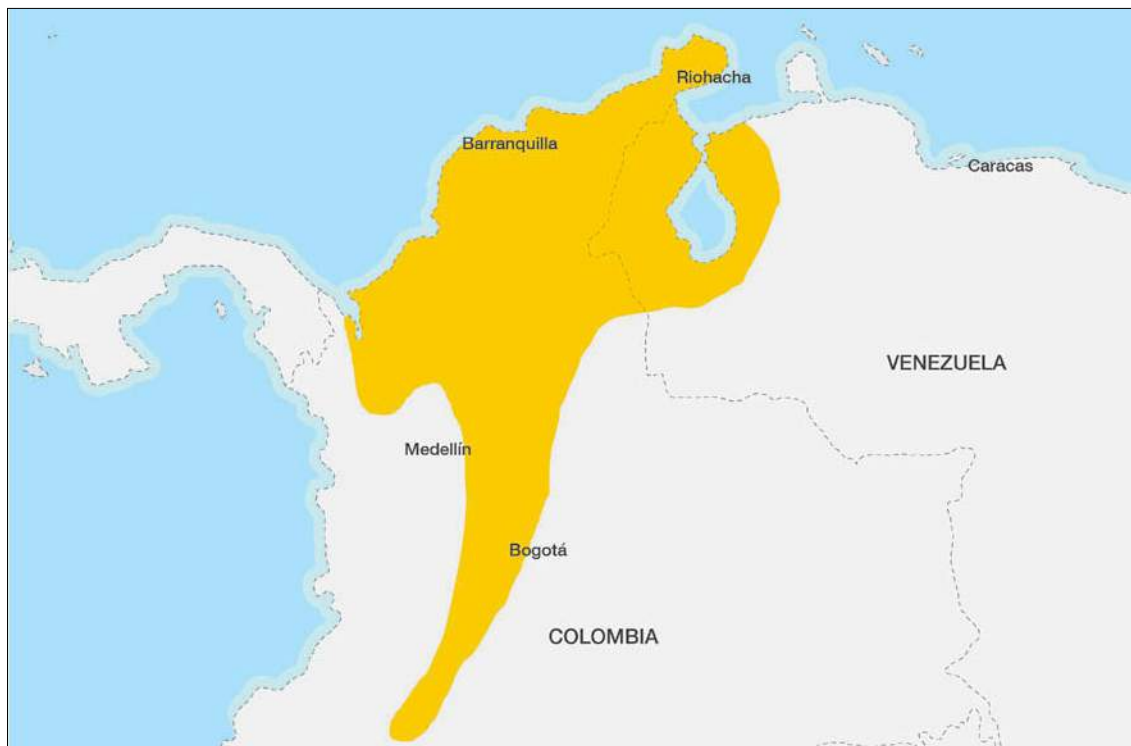 Riohacha
Barranquilla
Caracas
VENEZUELA
Medellín
Bogotá
COLOMBIA